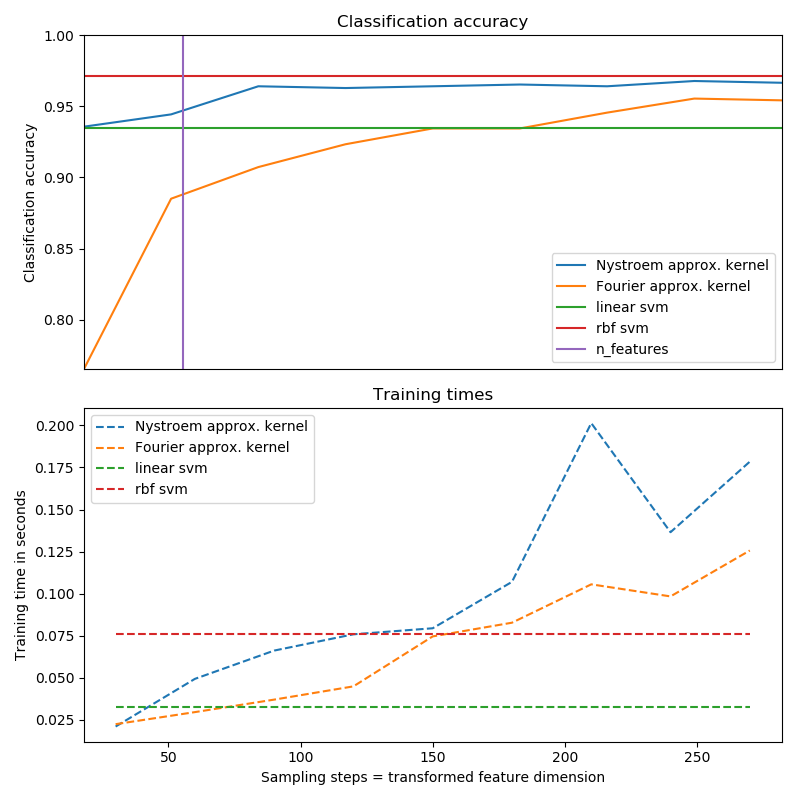 Classification accuracy
1.00
0.95
0.90
0.85
0.80
Classification accuracy
Nystroem approx. kernel
Fourier approx. kernel
linear svm
rbf svm
n_features
Training times
0.200
0.175
0.150
0.125
0.100
0.075
0.050
0.025
Training time in seconds
Nystroem approx. kernel
Fourier approx. kernel
linear svm
rbf svm
50
100
150
200
250
Sampling steps = transformed feature dimension